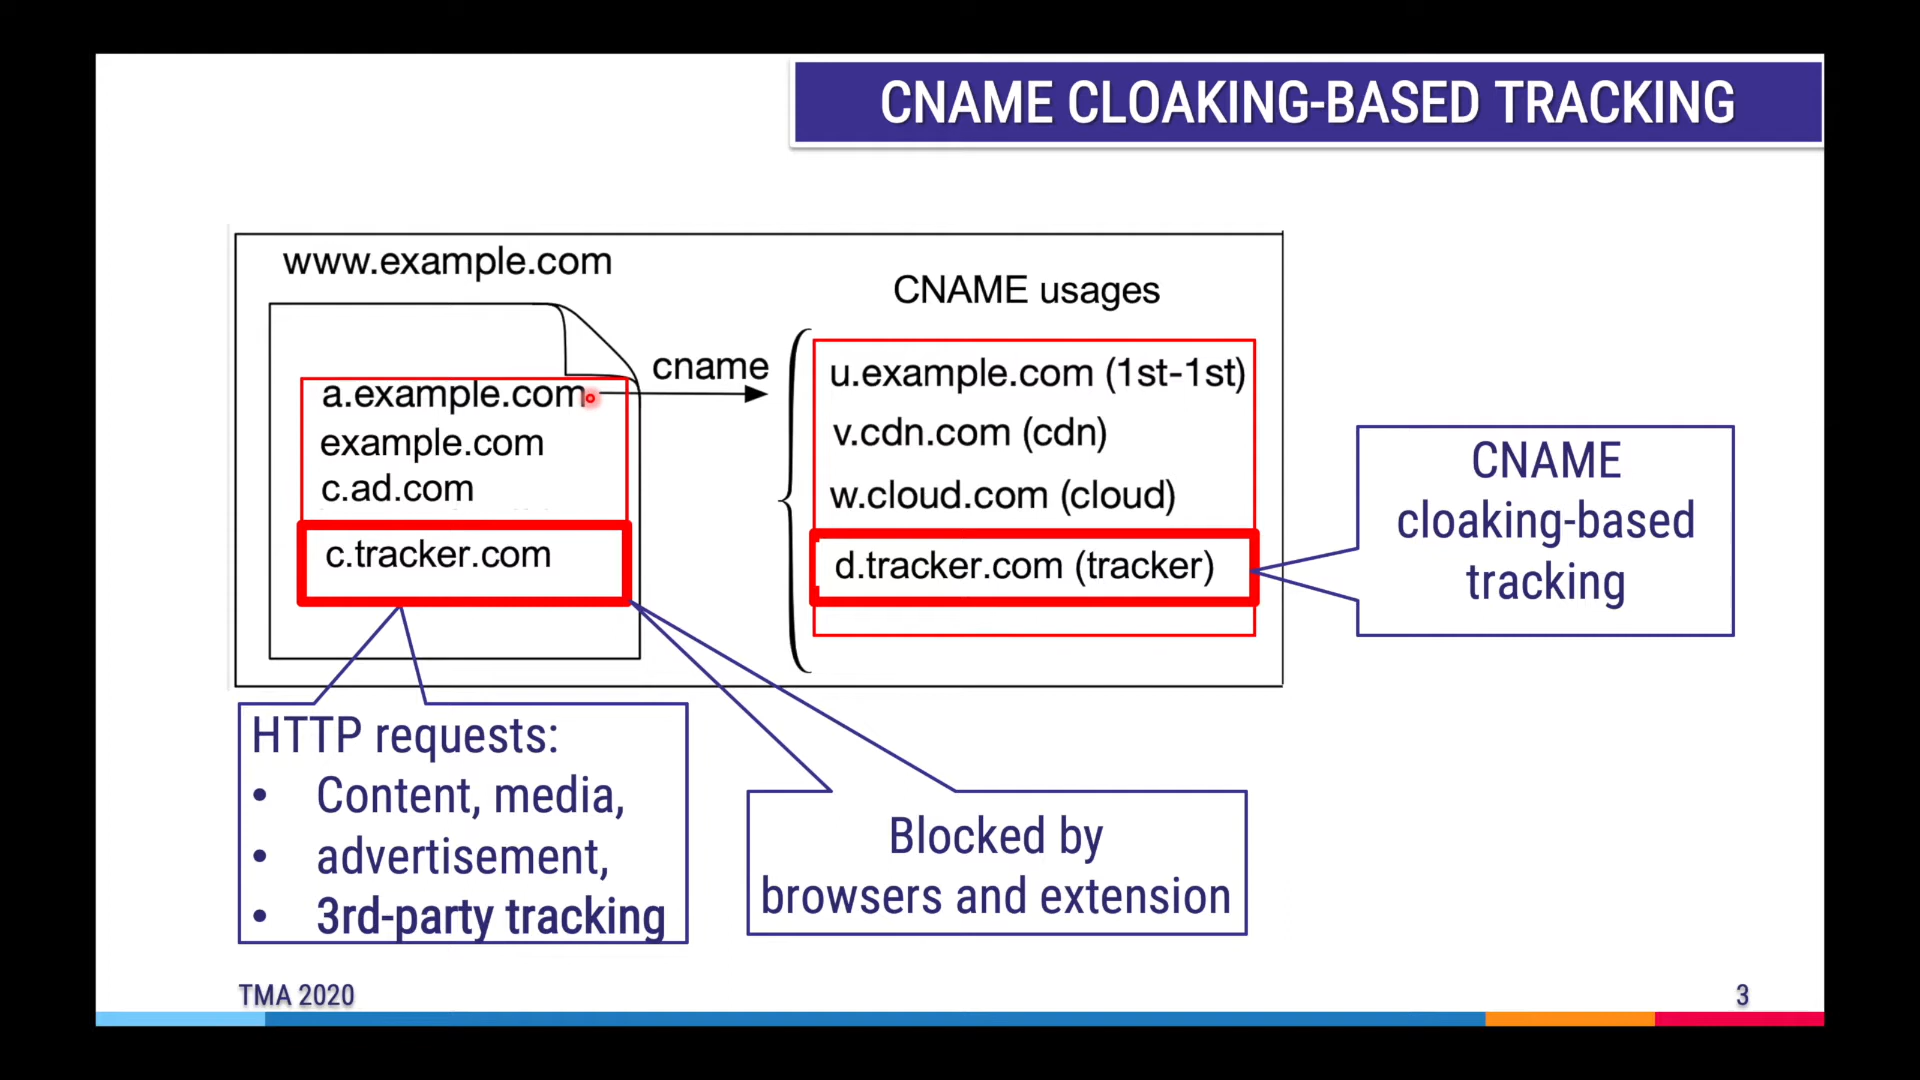 CNAME CLOAKING-BASED TRACKING
www.example.com
CNAME usages
cname
a.example.com
example.com
c.ad.com
c.tracker.com
u.example.com (1st-1st)
v.cdn.com (cdn)
w.cloud.com (cloud)
d.tracker.com (tracker)
CNAME
cloaking-based
tracking
HTTP requests:
• Content, media,
• advertisement,
• 3rd-party tracking
Blocked by
browsers and extension
TMA 2020
3